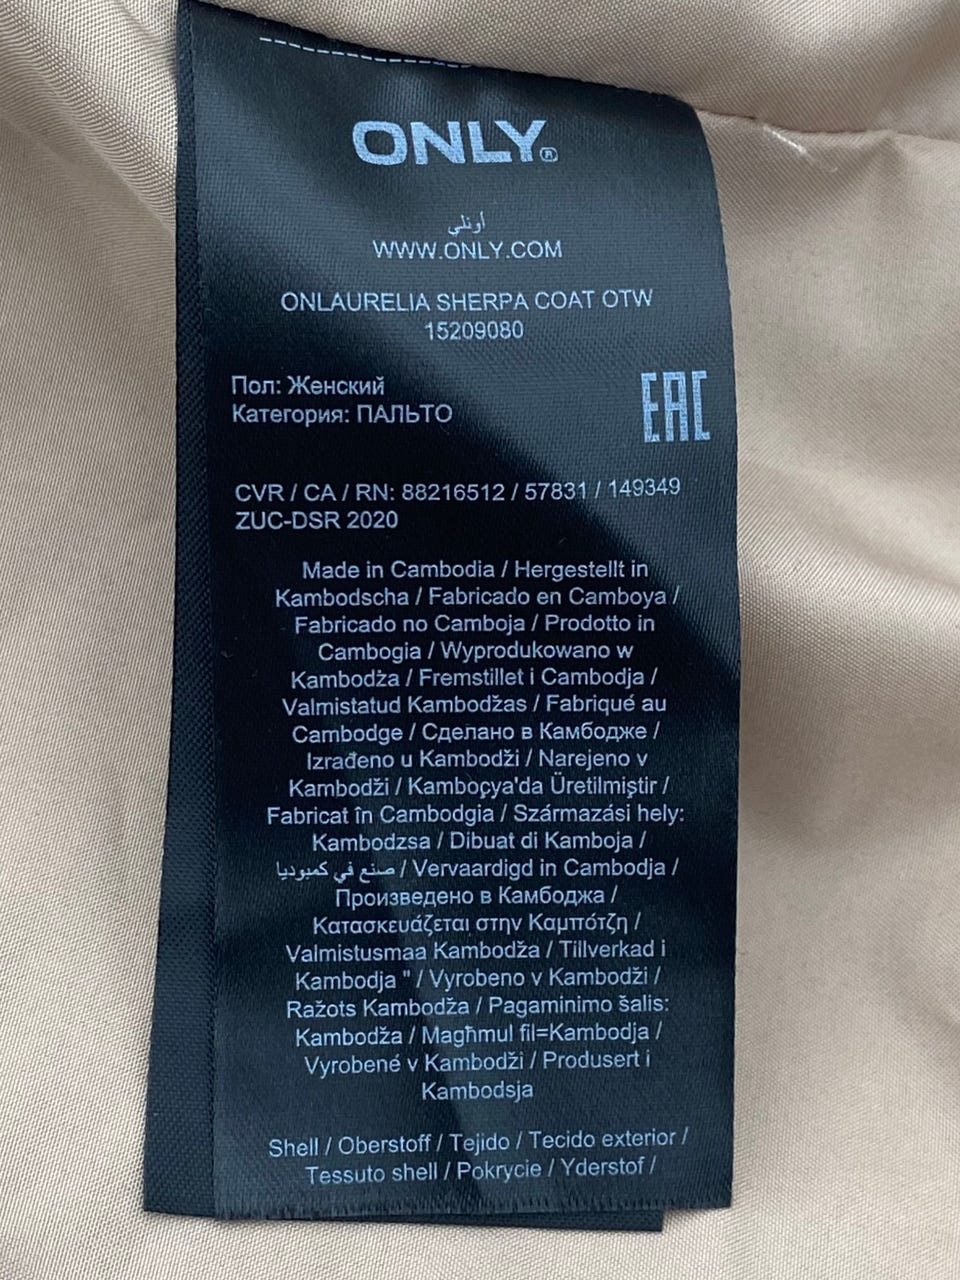 ONLY®
أونلي
WWW.ONLY.COM
ONLAURELIA SHERPA COAT OTW
15209080
Пол: Женский
Категория: ПАЛЬТО
EAC
CVR / CA / RN: 88216512 / 57831 / 149349
ZUC-DSR 2020
Made in Cambodia / Hergestellt in
Kambodscha / Fabricado en Camboya /
Fabricado no Camboja / Prodotto in
Cambogia / Wyprodukowano w
Kambodża / Fremstillet i Cambodja /
Valmistatud Kambodžas / Fabriqué au
Cambodge / Сделано в Камбодже /
Izrađeno u Kambodži / Narejeno v
Kambodži / Kamboçya'da Üretilmiştir /
Fabricat în Cambodgia / Származási hely:
Kambodzsa / Dibuat di Kamboja /
صنع في كمبوديا / Vervaardigd in Cambodja /
Произведено в Камбоджа /
Κατασκευάζεται στην Καμπότζη /
Valmistusmaa Kambodža / Tillverkad i
Kambodja " / Vyrobeno v Kambodži /
Ražots Kambodža / Pagaminimo šalis:
Kambodža / Magħmul fil=Kambodja /
Vyrobené v Kambodži / Produsert i
Kambodsja
Shell / Oberstoff / Tejido / Tecido exterior /
Tessuto shell / Pokrycie / Yderstof /